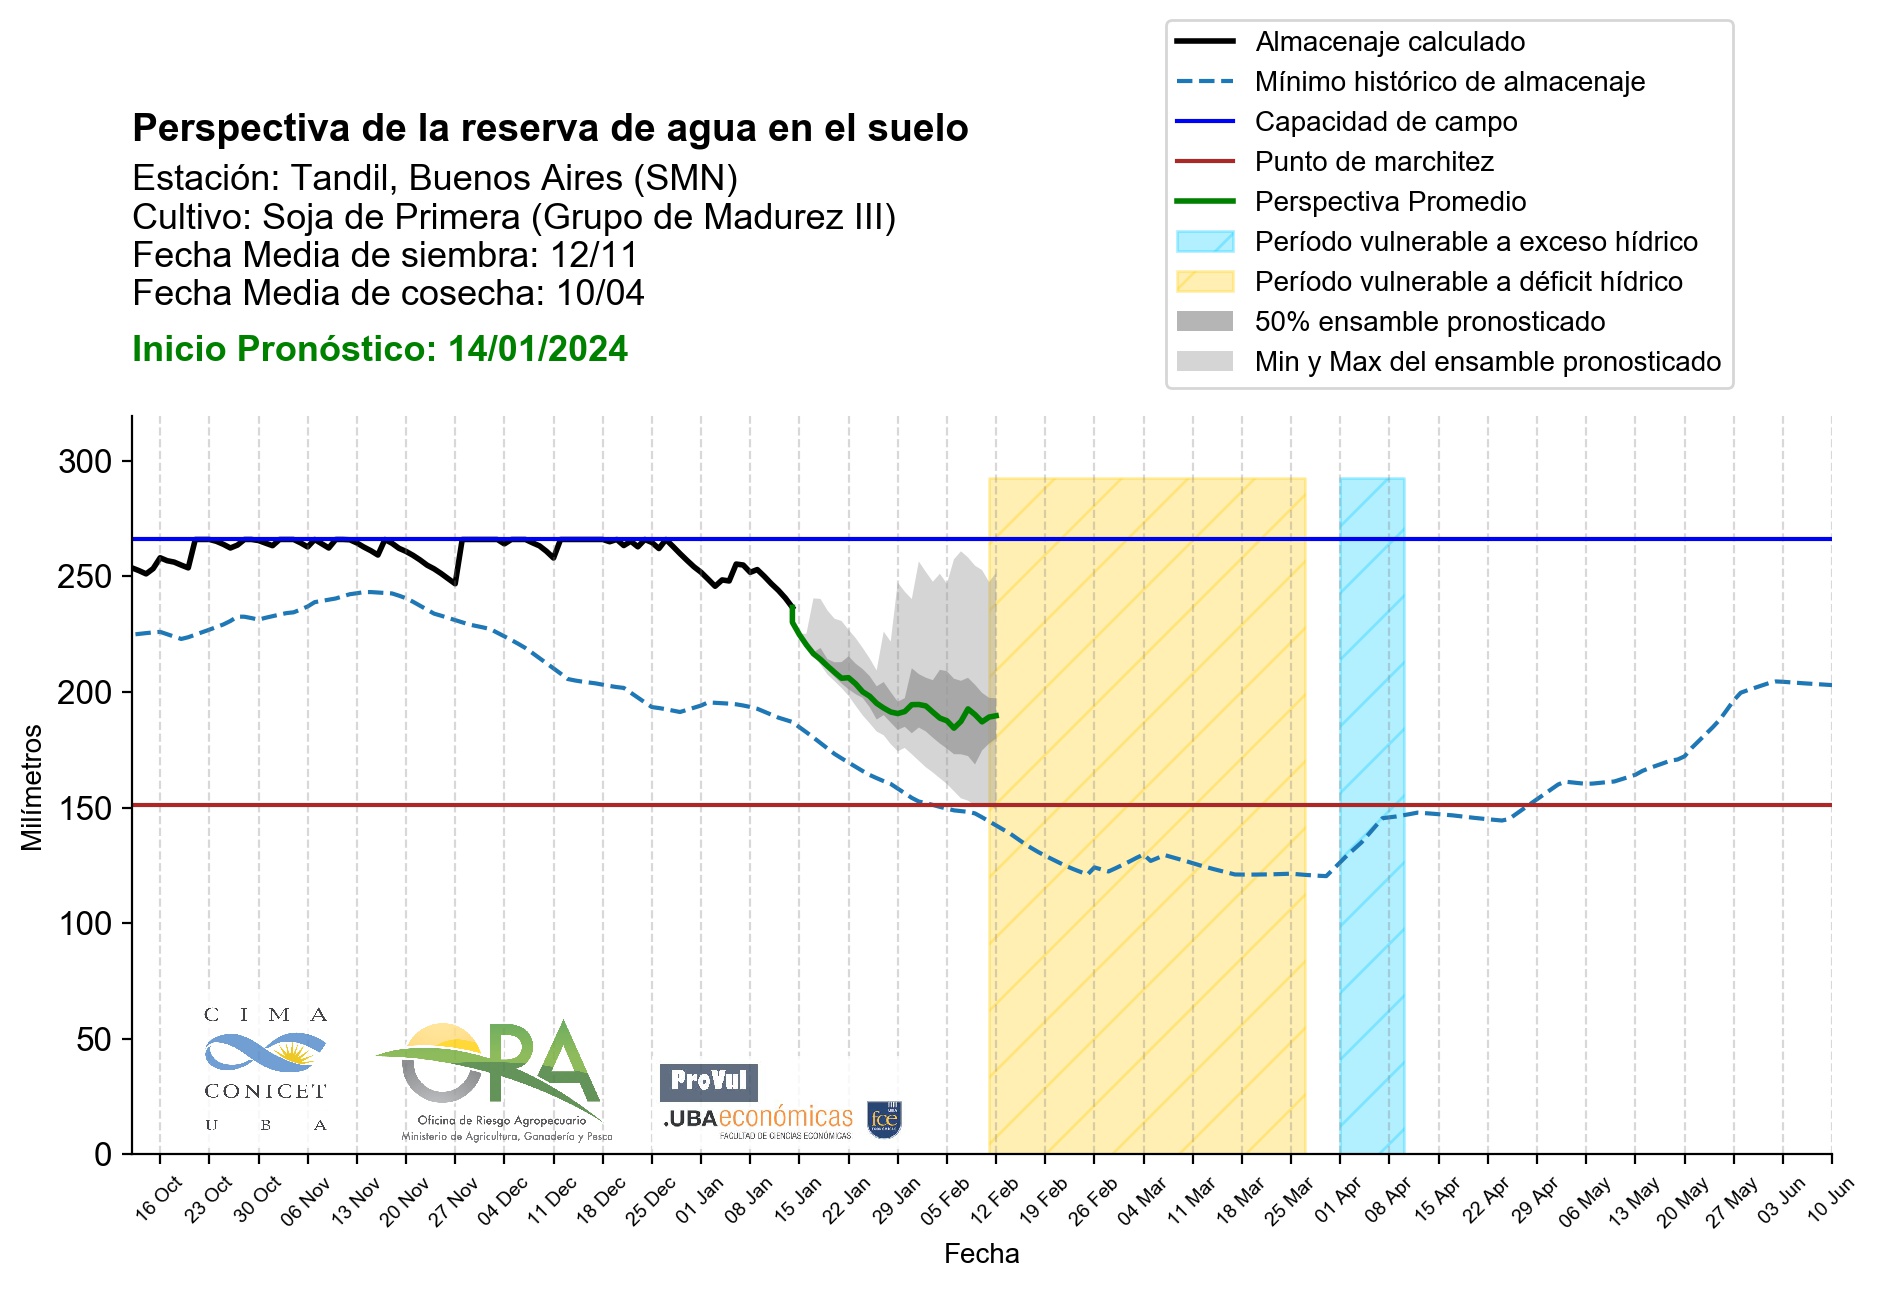 Almacenaje calculado
Mínimo histórico de almacenaje
Capacidad de campo
Punto de marchitez
Perspectiva Promedio
Período vulnerable a exceso hídrico
Período vulnerable a déficit hídrico
50% ensamble pronosticado
Min y Max del ensamble pronosticado
Perspectiva de la reserva de agua en el suelo
Estación: Tandil, Buenos Aires (SMN)
Cultivo: Soja de Primera (Grupo de Madurez III)
Fecha Media de siembra: 12/11
Fecha Media de cosecha: 10/04
Inicio Pronóstico: 14/01/2024
Milímetros
300
250
200
150
100
50
0
CIMA
CONICET
UBA
ORA
Oficina de Riesgo Agropecuario
Ministerio de Agricultura, Ganadería y Pesca
ProVul
.UBAeconómicas
FACULTAD DE CIENCIAS ECONÓMICAS
fce
16 Oct
23 Oct
30 Oct
06 Nov
13 Nov
20 Nov
27 Nov
04 Dec
11 Dec
18 Dec
25 Dec
01 Jan
08 Jan
15 Jan
22 Jan
29 Jan
05 Feb
12 Feb
19 Feb
26 Feb
04 Mar
11 Mar
18 Mar
25 Mar
01 Apr
08 Apr
15 Apr
22 Apr
29 Apr
06 May
13 May
20 May
27 May
03 Jun
10 Jun
Fecha